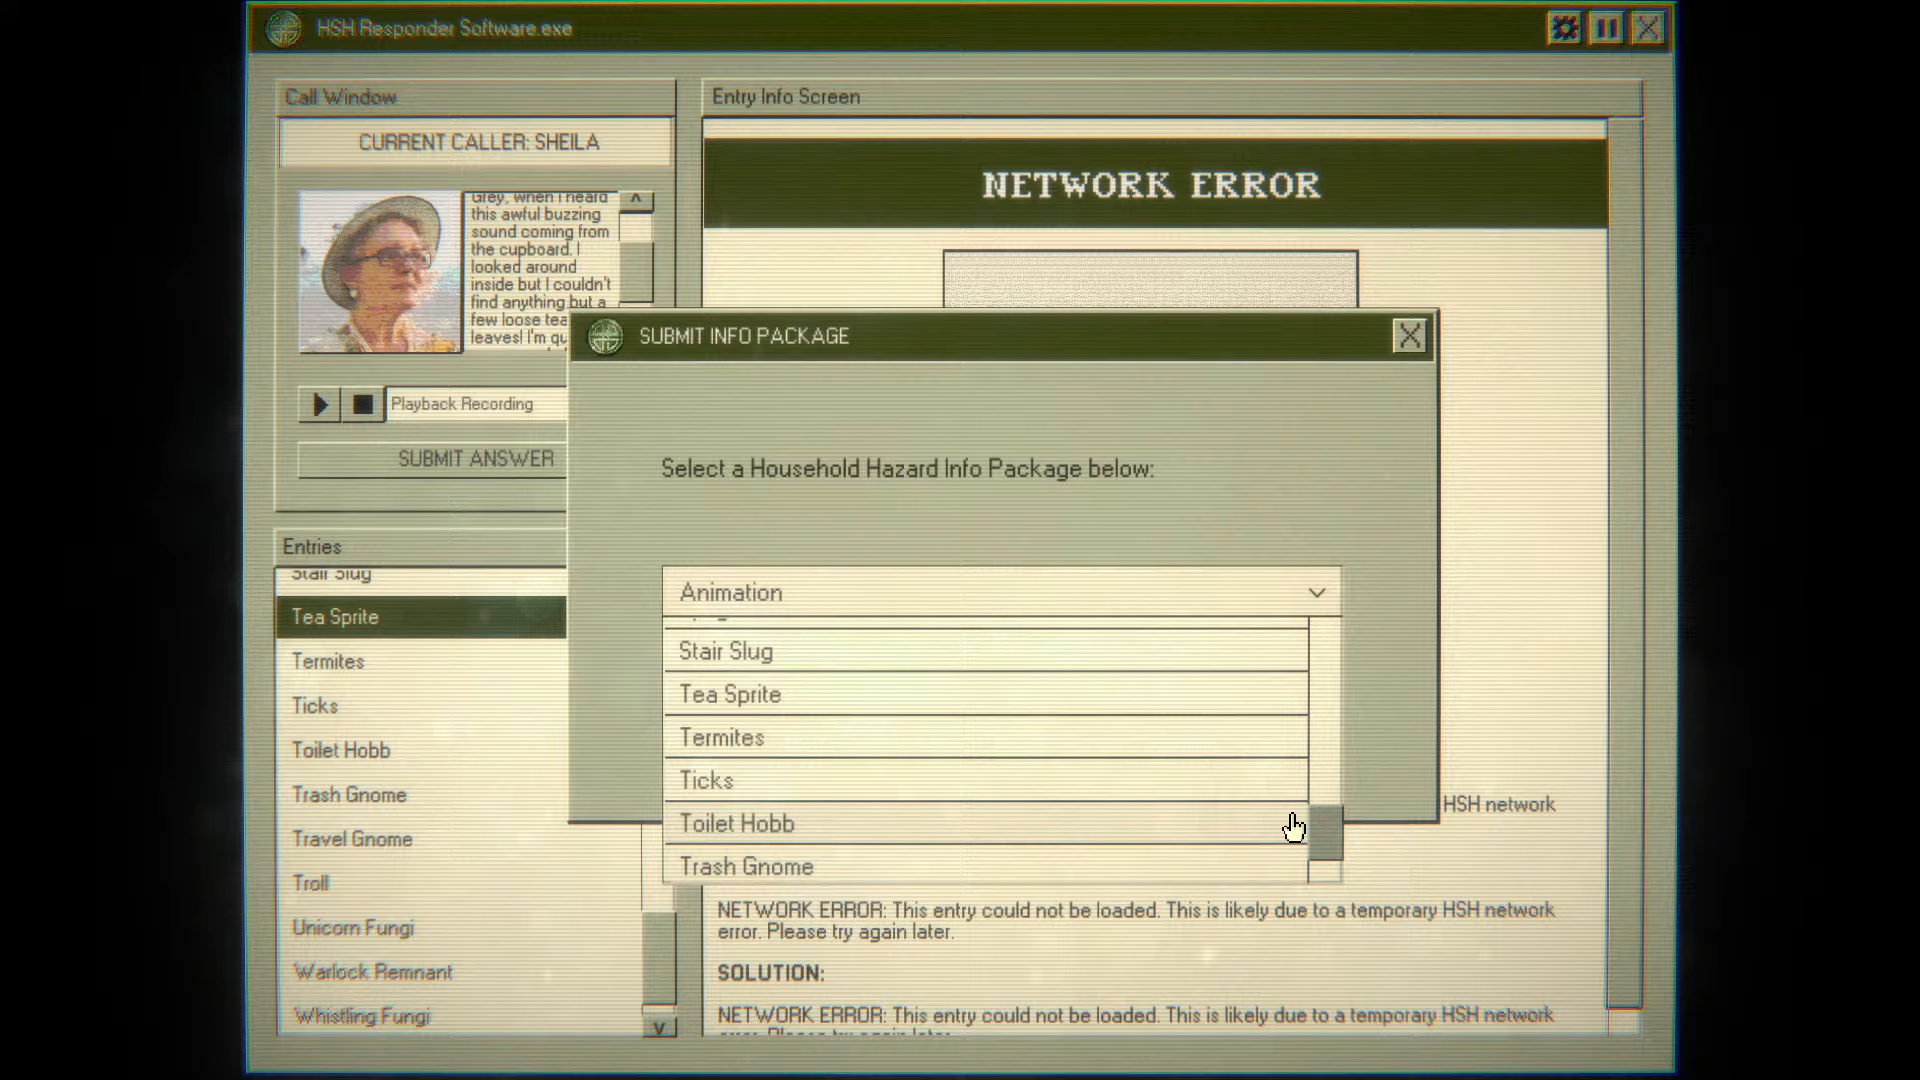 HSH Responder Software.exe
Call Window
CURRENT CALLER: SHEILA
Grey, when I heard
this awful buzzing
sound coming from
the cupboard. I
looked around
inside but I couldn't
find anything but a
few loose tea
leaves! I'm
Playback Recording
SUBMIT ANSWER
Entries
Stair Slug
Tea Sprite
Termites
Ticks
Toilet Hobb
Trash Gnome
Travel Gnome
Troll
Unicorn Fungi
Warlock Remnant
Whistling Fungi
Entry Info Screen
NETWORK ERROR
SUBMIT INFO PACKAGE
Select a Household Hazard Info Package below:
Animation
Stair Slug
Tea Sprite
Termites
Ticks
Toilet Hobb
Trash Gnome
HSH network
NETWORK ERROR: This entry could not be loaded. This is likely due to a temporary HSH network
error. Please try again later.
SOLUTION:
NETWORK ERROR: This entry could not be loaded. This is likely due to a temporary HSH network